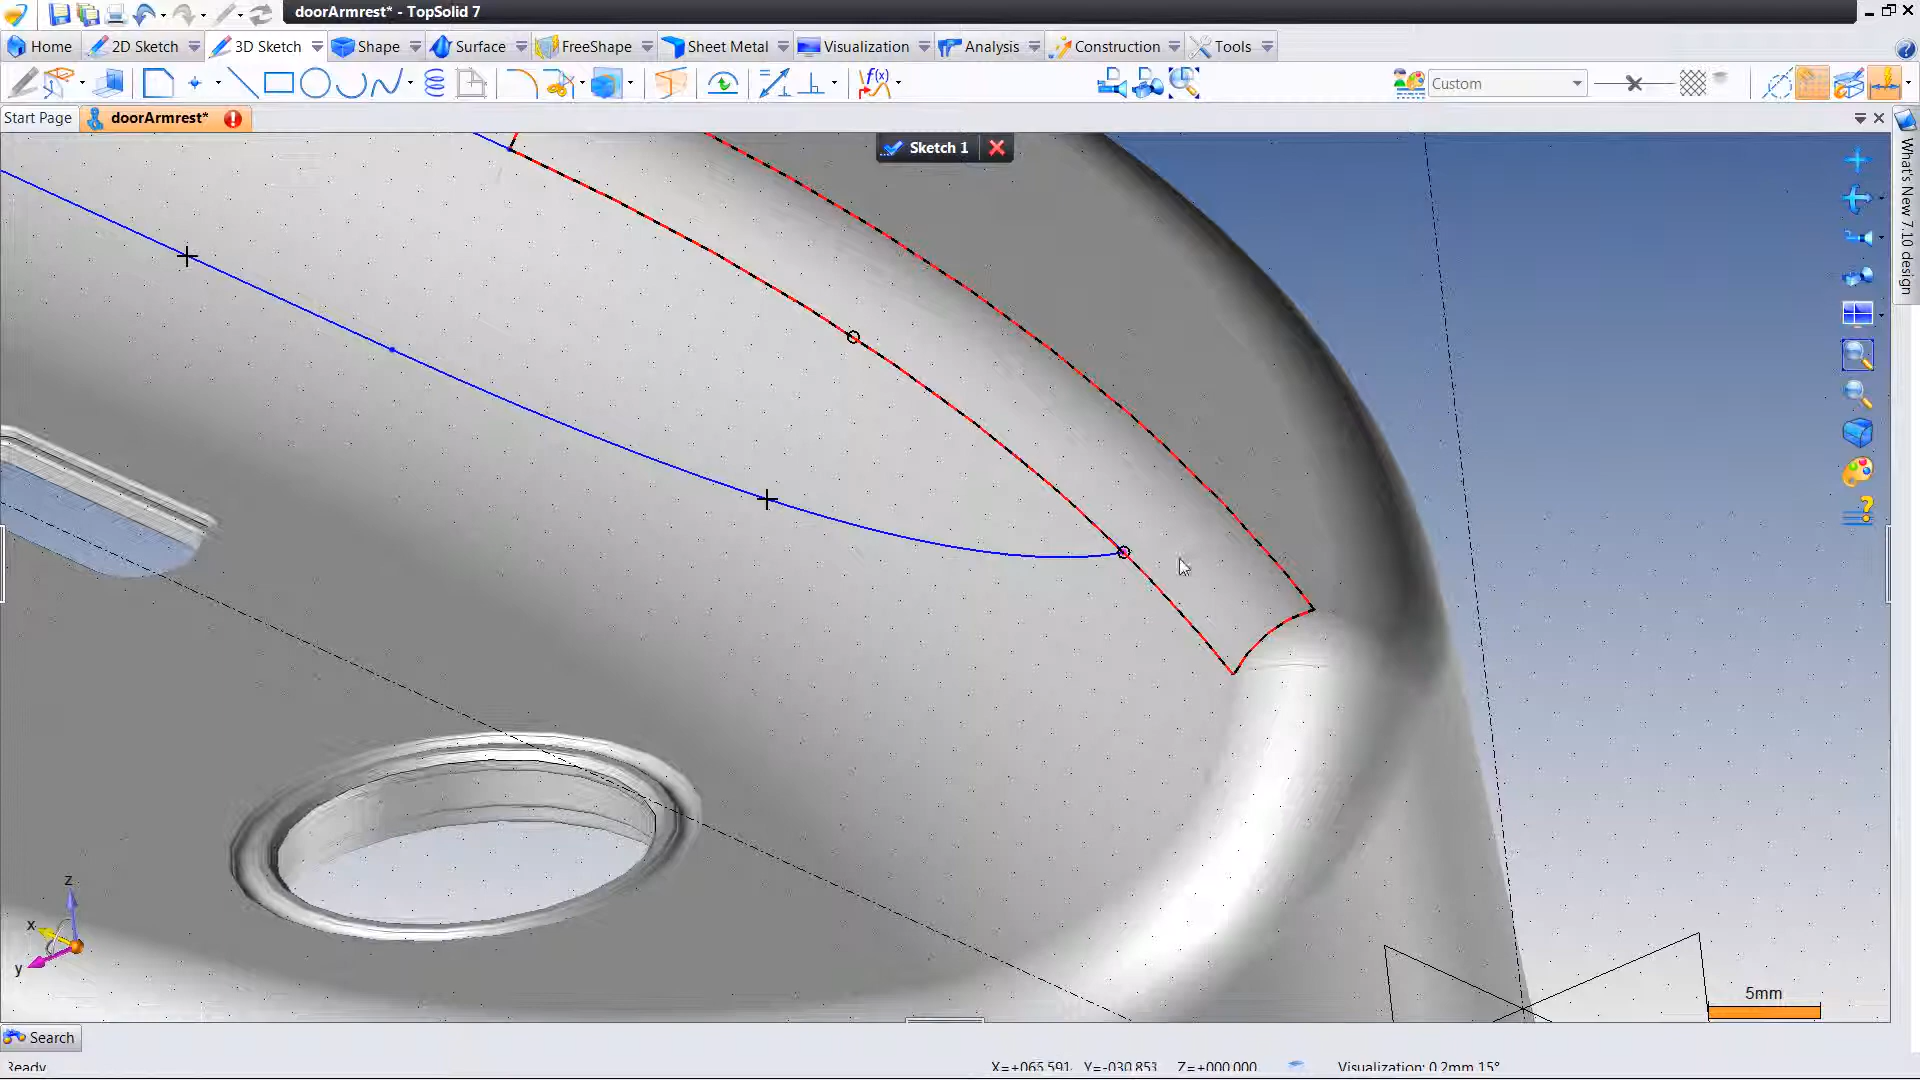 doorArmrest* - TopSolid 7
Home 2D Sketch 3D Sketch Shape Surface FreeShape Sheet Metal Visualization Analysis Construction Tools
f(x) Custom
Start Page doorArmrest*
Sketch 1
What's New 7.10 design
z
x
y
5mm
Search
Ready X=+065.591, Y=-030.853, Z=+000.000 Visualization: 0.2mm 15°